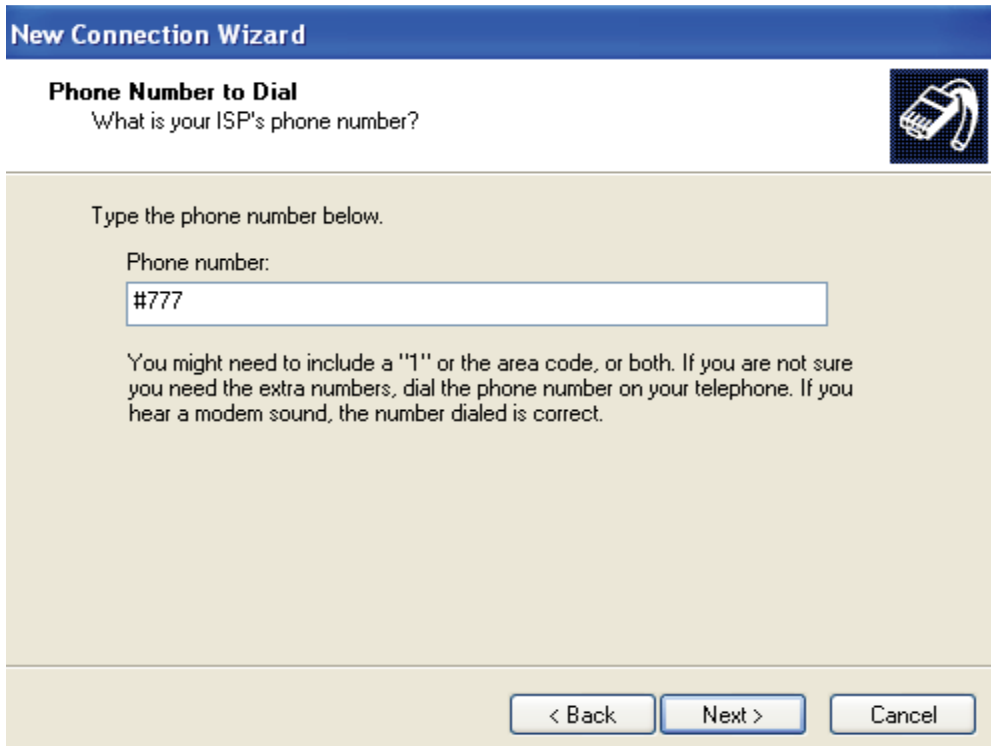 New Connection Wizard
Phone Number to Dial
What is your ISP's phone number?
Type the phone number below.
Phone number:
#777
You might need to include a "1" or the area code, or both. If you are not sure
you need the extra numbers, dial the phone number on your telephone. If you
hear a modem sound, the number dialed is correct.
< Back
Next >
Cancel